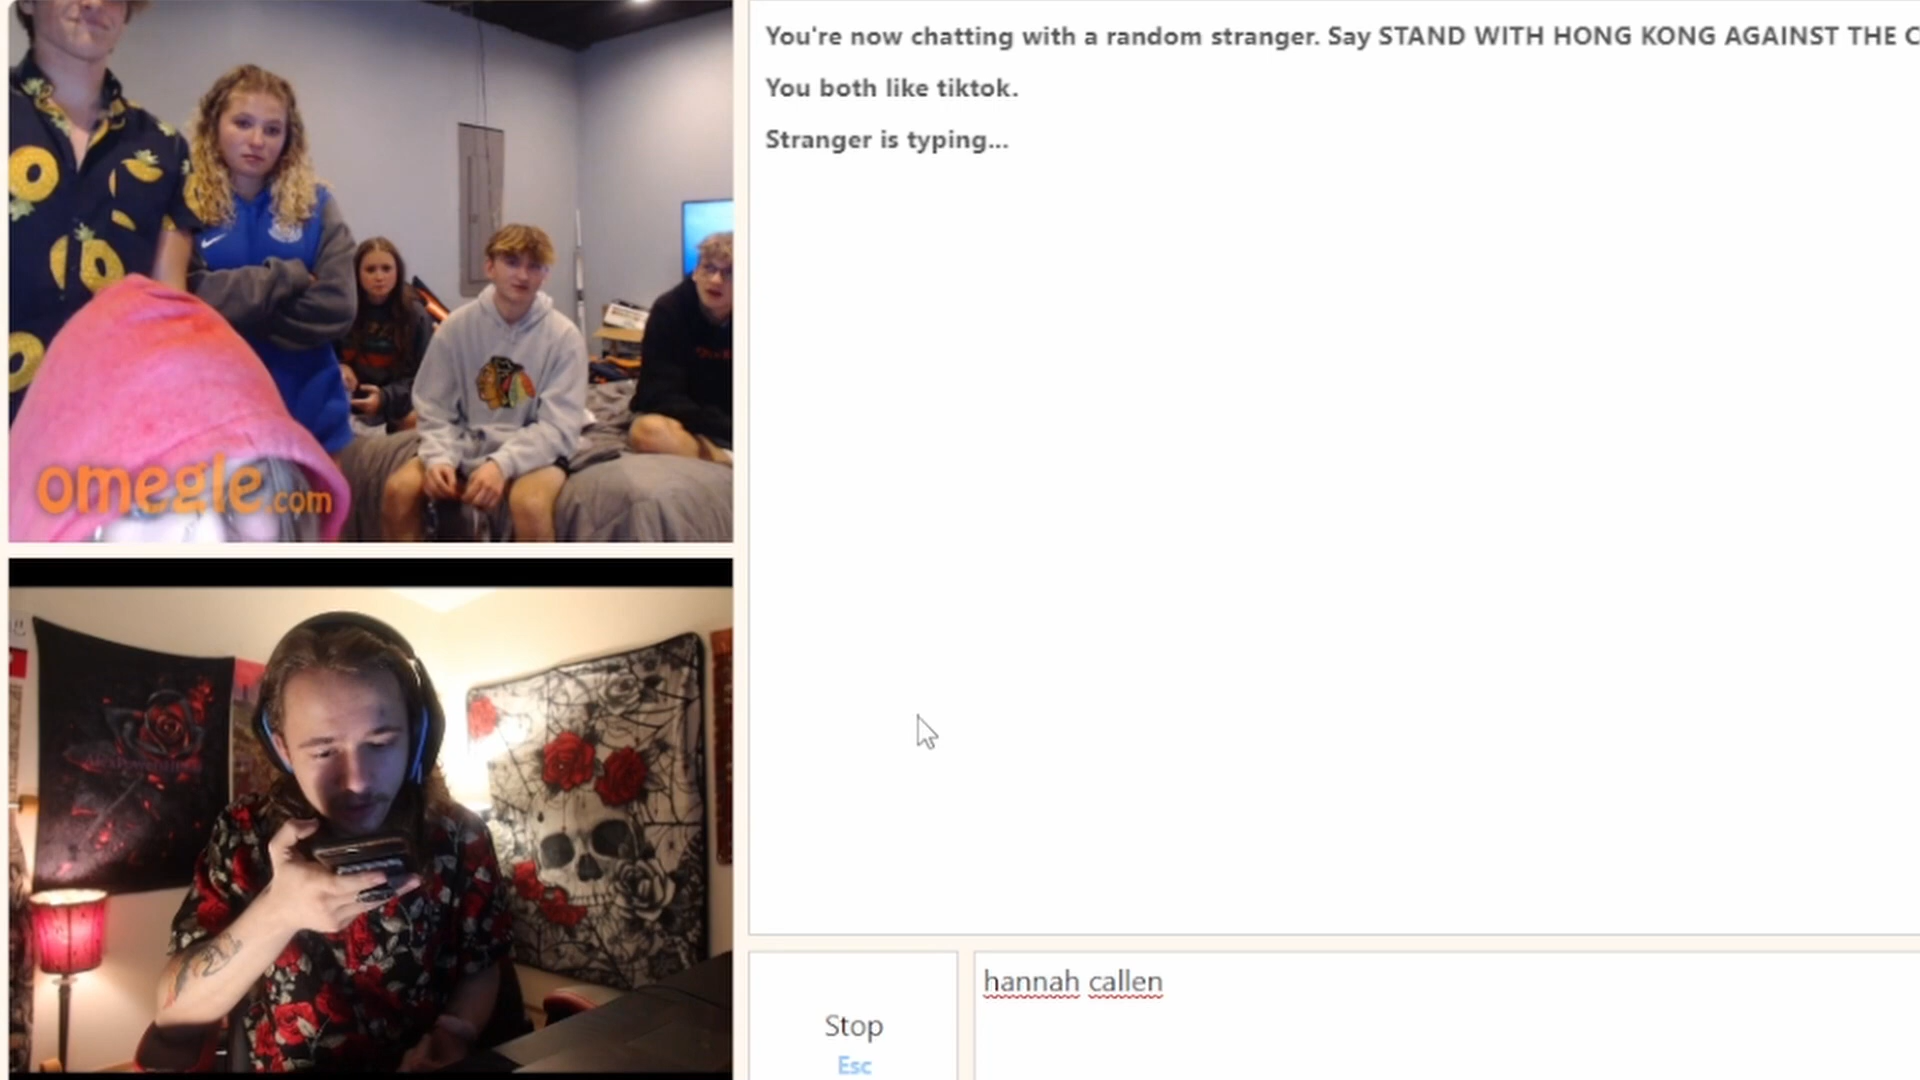 You're now chatting with a random stranger. Say STAND WITH HONG KONG AGAINST THE C
You both like tiktok.
Stranger is typing...
omegle.com
hannah callen
Stop
Esc